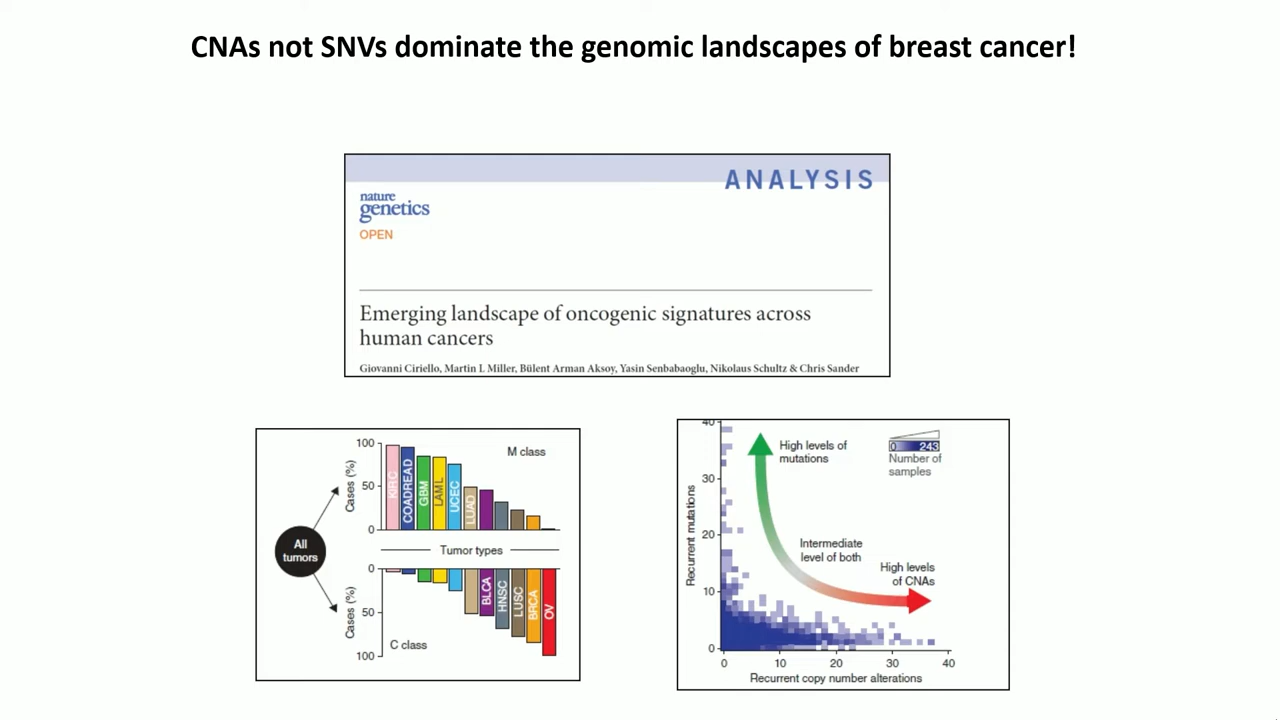 CNAs not SNVs dominate the genomic landscapes of breast cancer!
ANALYSIS
nature
genetics
OPEN
Emerging landscape of oncogenic signatures across
human cancers
Giovanni Ciriello, Martin L Miller, Bülent Arman Aksoy, Yasin Senbabaoglu, Nikolaus Schultz & Chris Sander
All
tumors
Cases (%)
100
50
0
M class
KIRC
COADREAD
GBM
LAML
UCEC
LUAD
Tumor types
Cases (%)
0
50
100
BLCA
HNSC
LUSC
BRCA
OV
C class
Recurrent mutations
40
30
20
10
0
High levels of
mutations
0 243
Number of
samples
Intermediate
level of both
High levels
of CNAs
0 10 20 30 40
Recurrent copy number alterations